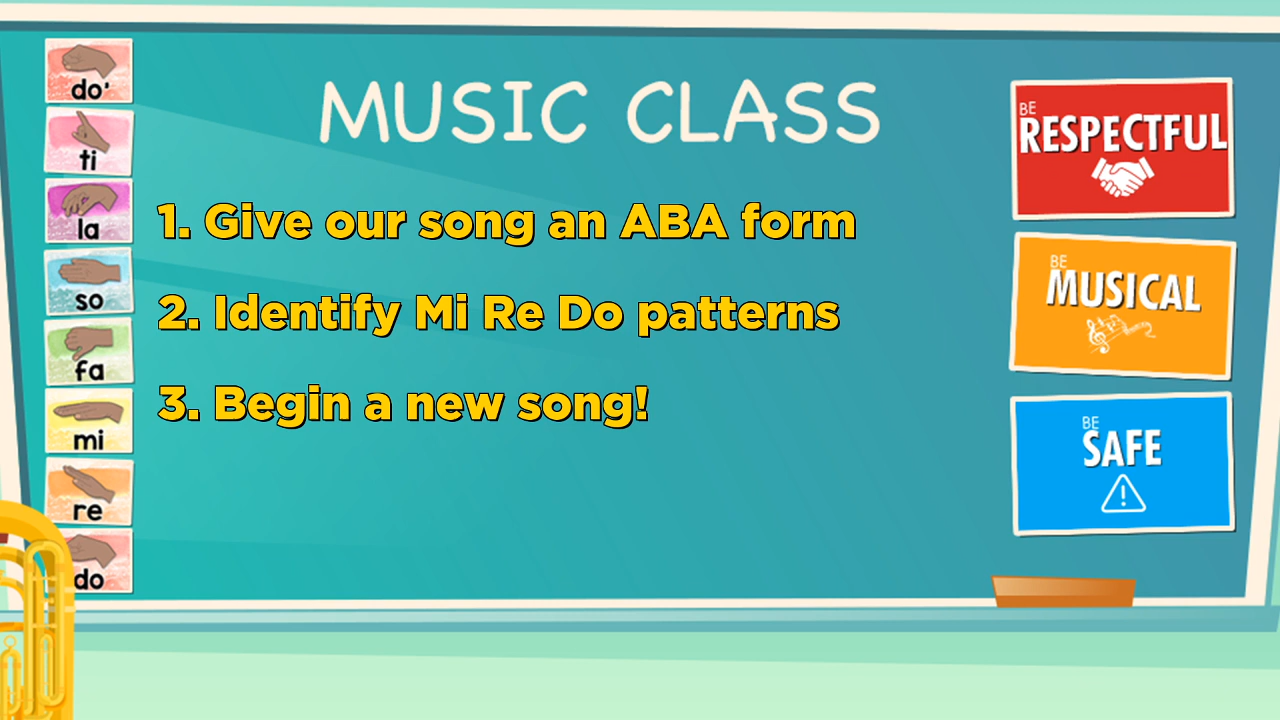 MUSIC CLASS
1. Give our song an ABA form
2. Identify Mi Re Do patterns
3. Begin a new song!
do'
ti
la
so
fa
mi
re
do
BE
RESPECTFUL
BE
MUSICAL
BE
SAFE